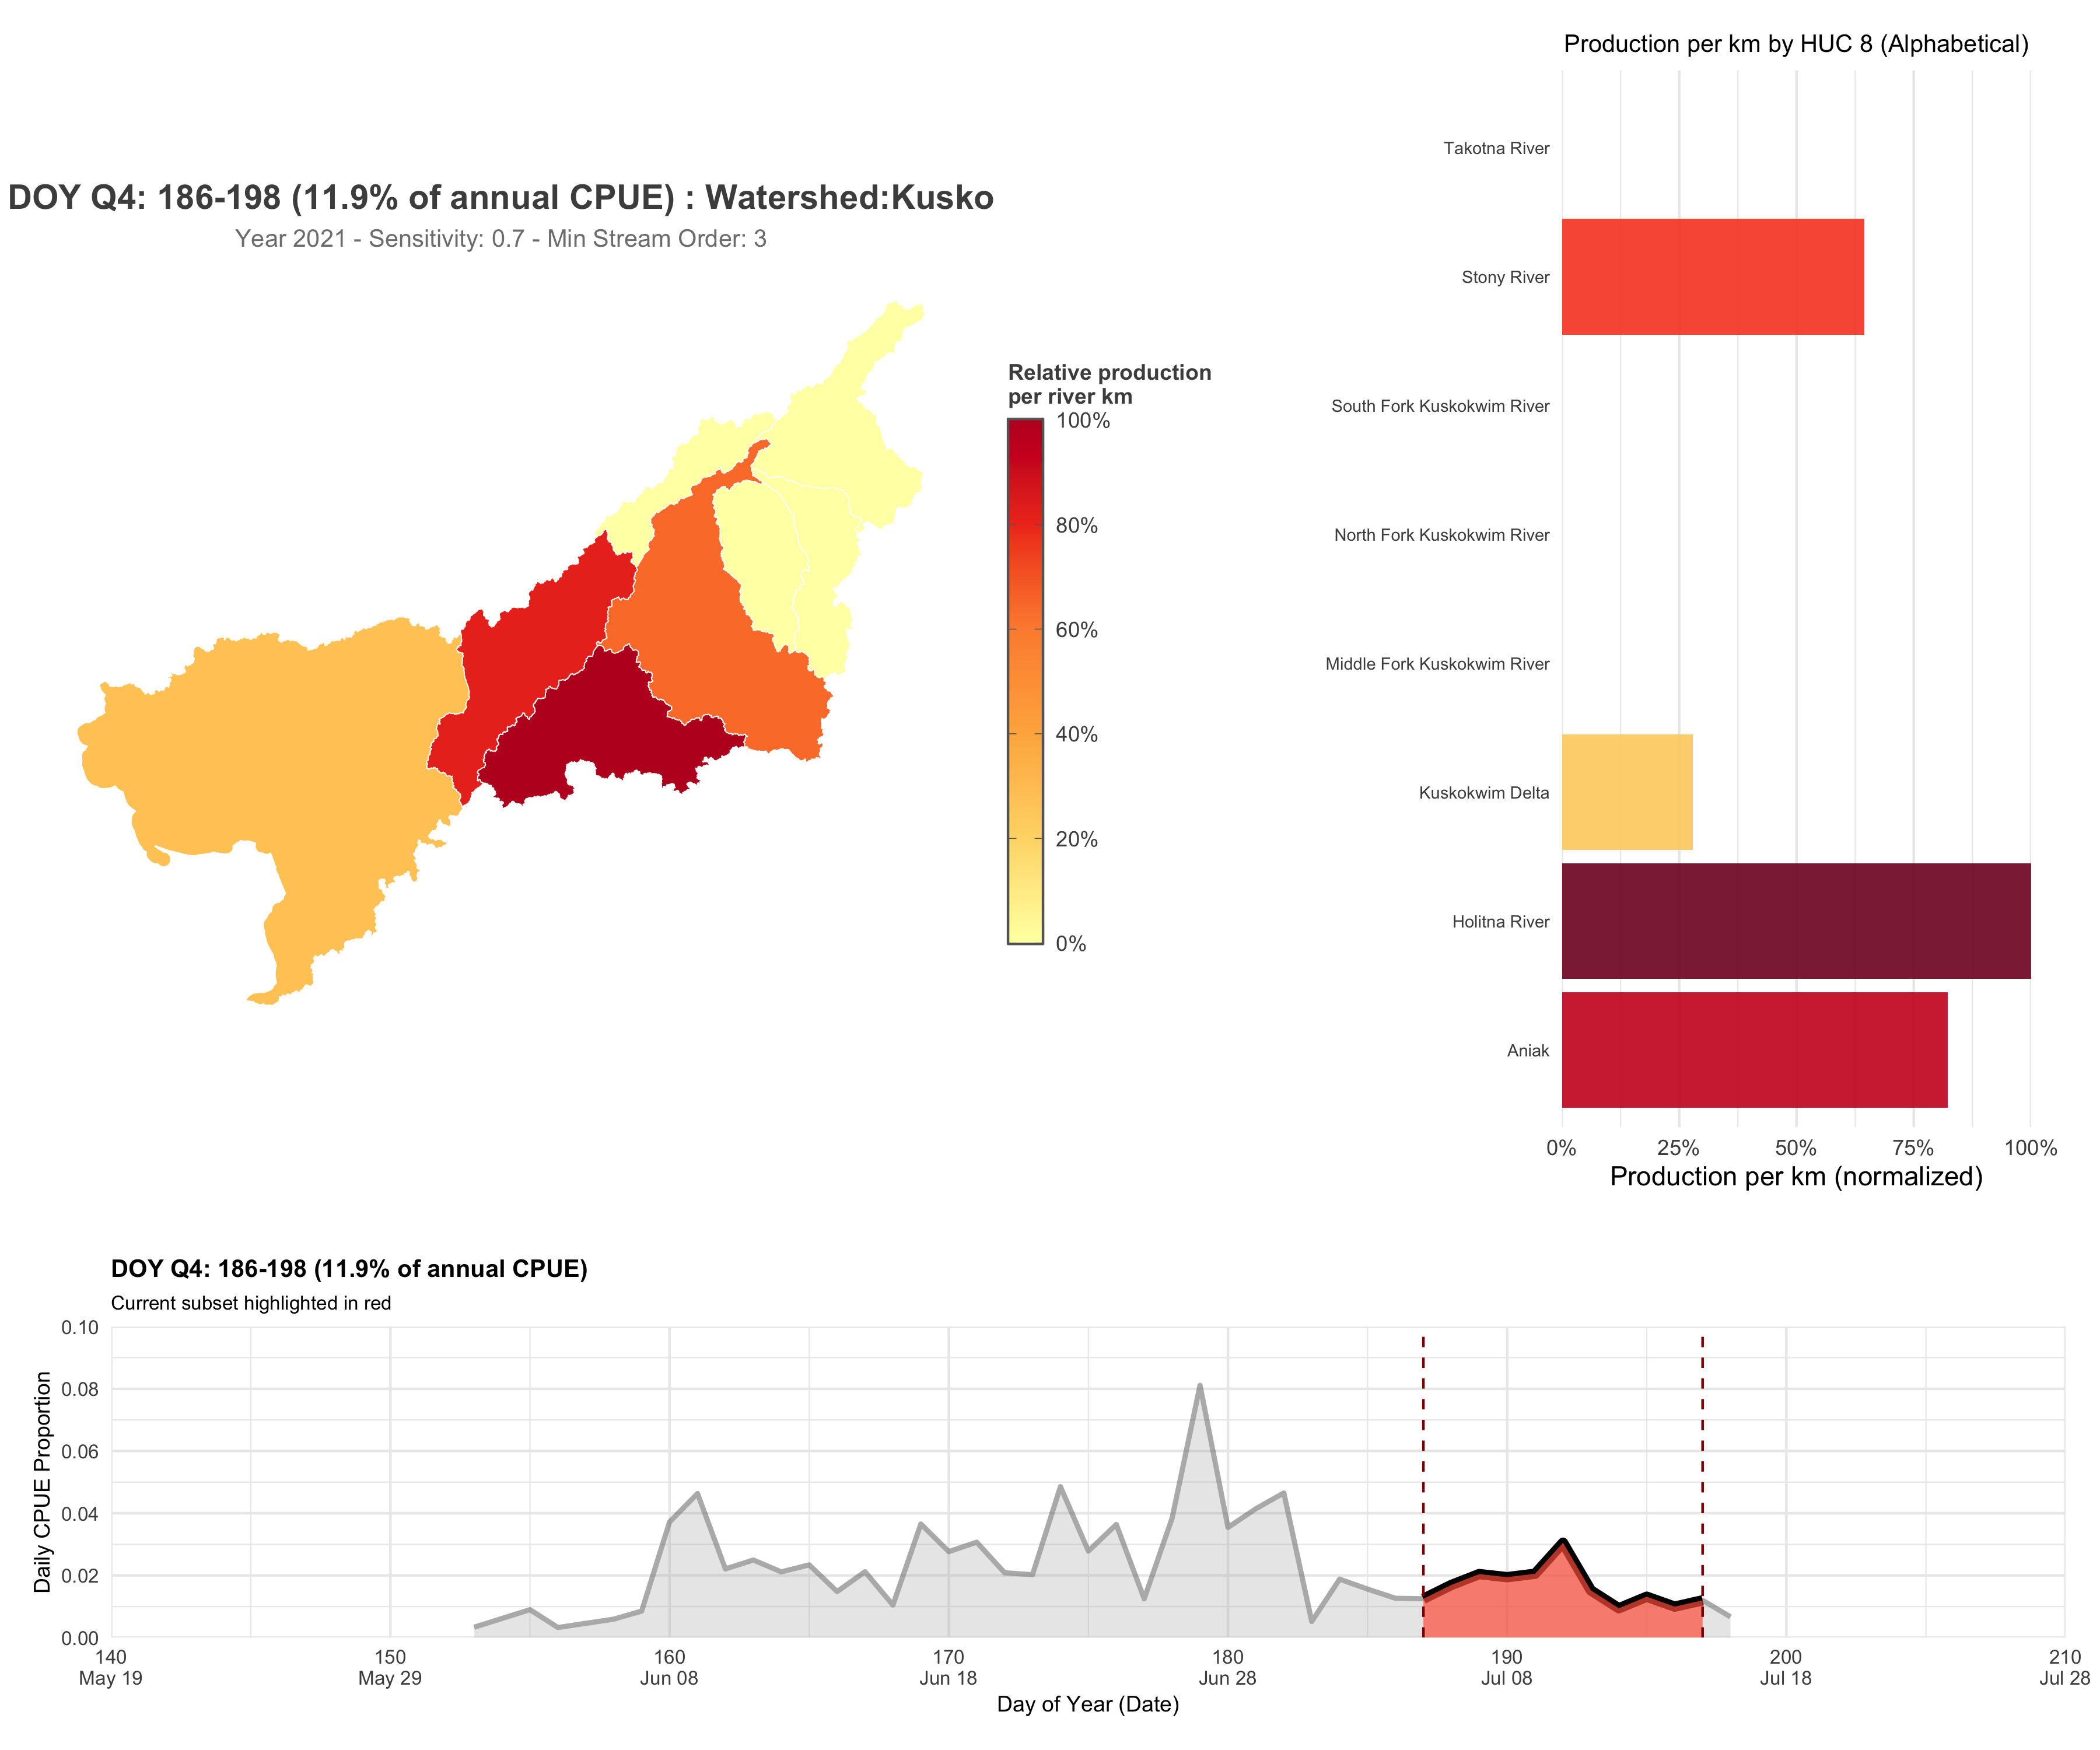 DOY Q4: 186-198 (11.9% of annual CPUE) : Watershed:Kusko
Year 2021 - Sensitivity: 0.7 - Min Stream Order: 3
Relative production
per river km
100%
80%
60%
40%
20%
0%
Production per km by HUC 8 (Alphabetical)
Takotna River
Stony River
South Fork Kuskokwim River
North Fork Kuskokwim River
Middle Fork Kuskokwim River
Kuskokwim Delta
Holitna River
Aniak
0% 25% 50% 75% 100%
Production per km (normalized)
DOY Q4: 186-198 (11.9% of annual CPUE)
Current subset highlighted in red
Daily CPUE Proportion
0.10
0.08
0.06
0.04
0.02
0.00
140 150 160 170 180 190 200 210
May 19 May 29 Jun 08 Jun 18 Jun 28 Jul 08 Jul 18 Jul 28
Day of Year (Date)